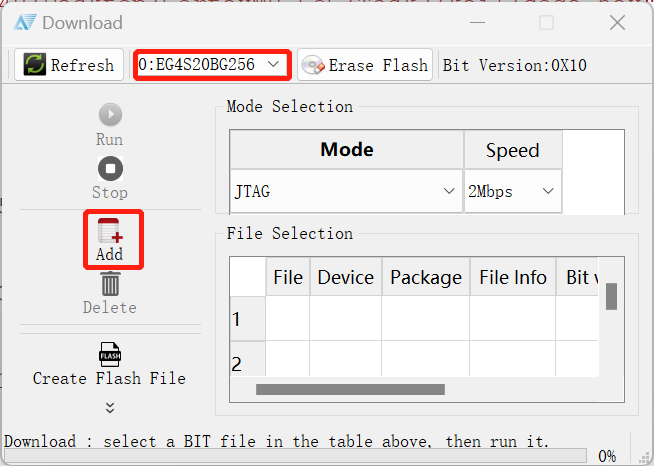 Download
Refresh
0:EG4S20BG256
Erase Flash
Bit Version:0X10
Run
Stop
Add
Delete
FLASH
Create Flash File
Mode Selection
Mode Speed
JTAG 2Mbps
File Selection
File Device Package File Info Bit v
1
2
Download : select a BIT file in the table above, then run it.
0%